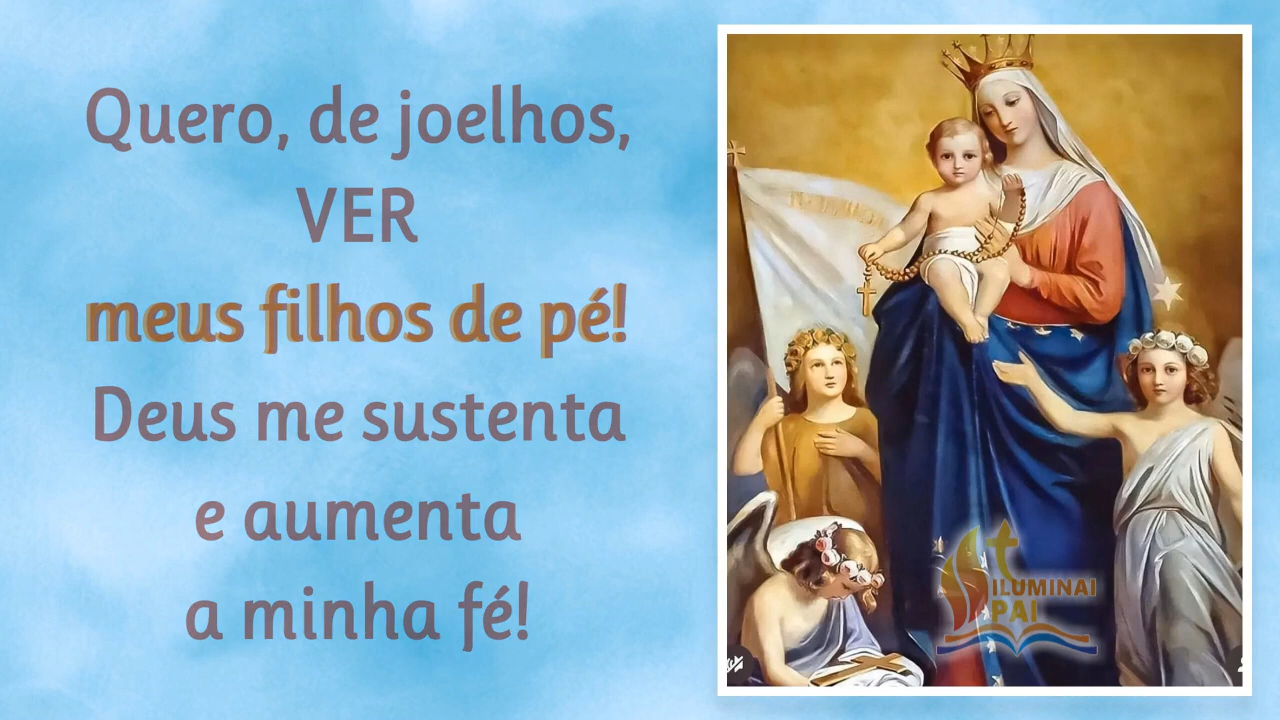 Quero, de joelhos,
VER
meus filhos de pé!
Deus me sustenta
e aumenta
a minha fé!
ILUMINAI
PAI